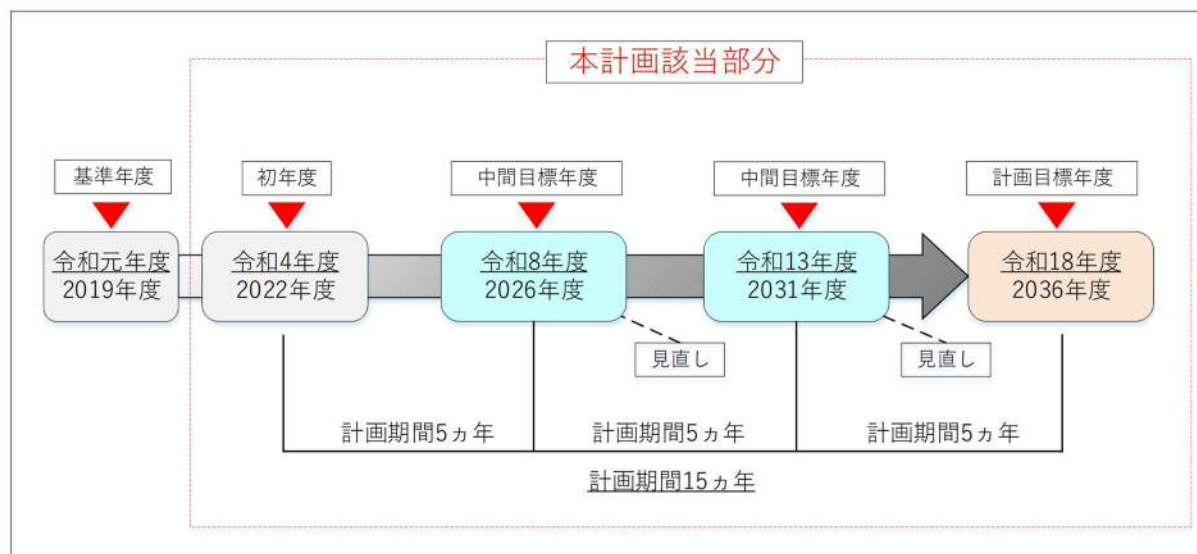 本計画該当部分
基準年度
初年度
中間目標年度
中間目標年度
計画目標年度
令和元年度
2019年度
令和4年度
2022年度
令和8年度
2026年度
令和13年度
2031年度
令和18年度
2036年度
見直し
見直し
計画期間5ヵ年
計画期間5ヵ年
計画期間5ヵ年
計画期間15ヵ年